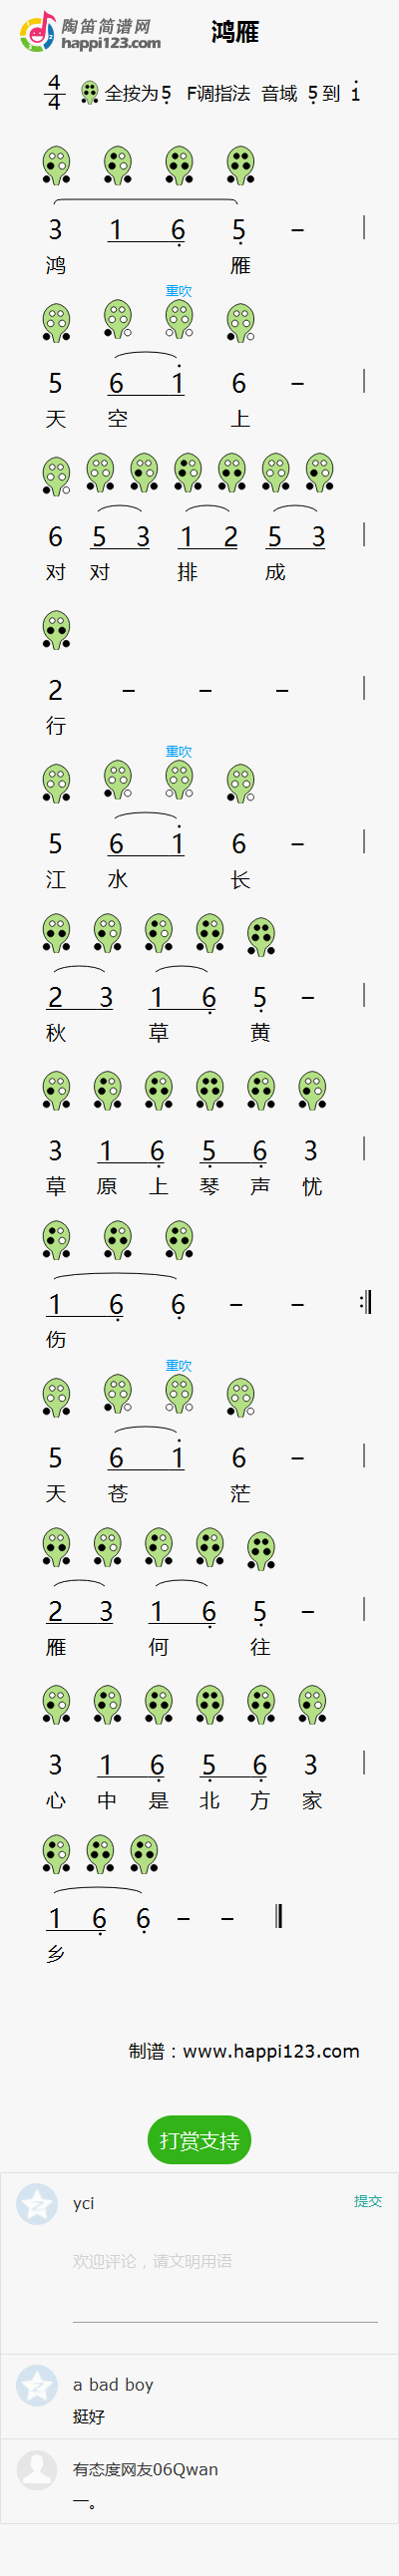 陶笛简谱网
happi123.com
鸿雁
4
4
全按为5̣ F调指法 音域 5̣ 到 i
3 1 6̣ 5̣ – |
鸿 雁
重吹
5 6 1̇ 6 – |
天 空 上
6 5 3 1 2 5 3 |
对 对 排 成
2 – – – |
行
重吹
5 6 1̇ 6 – |
江 水 长
2 3 1 6̣ 5̣ – |
秋 草 黄
3 1 6̣ 5̣ 6̣ 3 |
草 原 上 琴 声 忧
1 6̣ 6̣ – – :||
伤
重吹
5 6 1̇ 6 – |
天 苍 茫
2 3 1 6̣ 5̣ – |
雁 何 往
3 1 6̣ 5̣ 6̣ 3 |
心 中 是 北 方 家
1 6̣ 6̣ – – ||
乡
制谱：www.happi123.com
打赏支持
yci 提交
欢迎评论，请文明用语
a bad boy
挺好
有态度网友06Qwan
一。